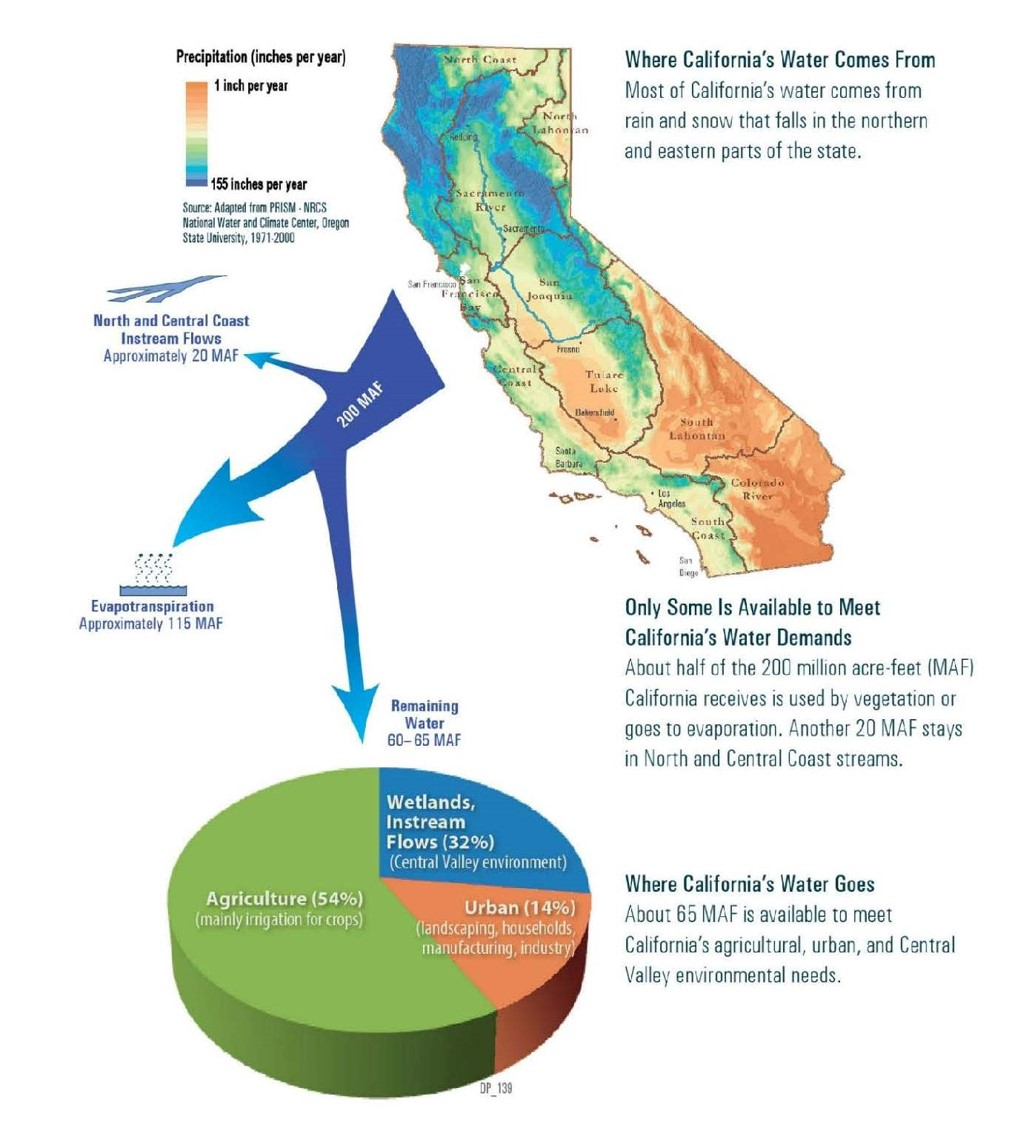 Precipitation (inches per year)
1 inch per year
155 inches per year
Source: Adapted from PRISM - NRCS
National Water and Climate Center, Oregon
State University, 1971-2000
North Coast
North
Lahontan
Redding
Sacramento
River
Sacramento
San Francisco
San
Francisco
Bay
San
Joaquin
Fresno
Central
Coast
Tulare
Lake
Bakersfield
South
Lahontan
Santa
Barbara
Los
Angeles
Colorado
River
South
Coast
San
Diego
Where California's Water Comes From
Most of California's water comes from
rain and snow that falls in the northern
and eastern parts of the state.
North and Central Coast
Instream Flows
Approximately 20 MAF
200 MAF
Evapotranspiration
Approximately 115 MAF
Remaining
Water
60–65 MAF
Only Some Is Available to Meet
California's Water Demands
About half of the 200 million acre-feet (MAF)
California receives is used by vegetation or
goes to evaporation. Another 20 MAF stays
in North and Central Coast streams.
Wetlands,
Instream
Flows (32%)
(Central Valley environment)
Agriculture (54%)
(mainly irrigation for crops)
Urban (14%)
(landscaping, households,
manufacturing, industry)
Where California's Water Goes
About 65 MAF is available to meet
California's agricultural, urban, and Central
Valley environmental needs.
DP_139